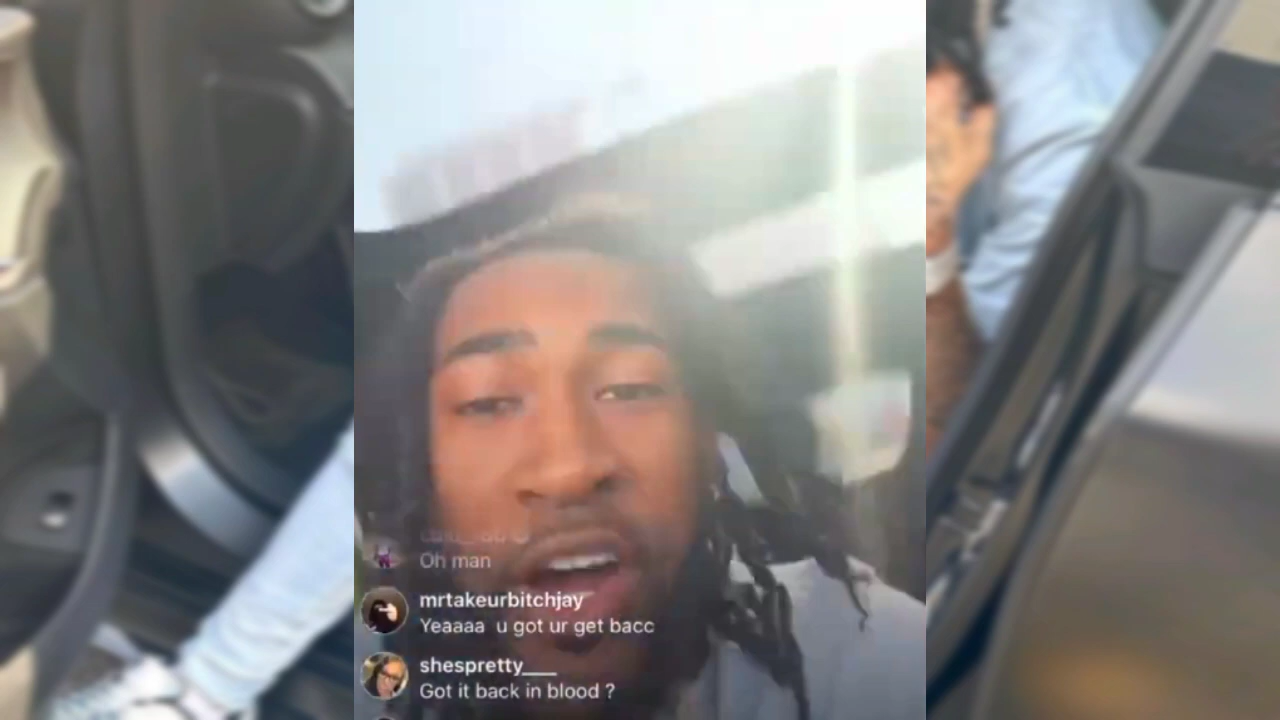 Oh man
mrtakeurbitchjay
Yeaaaa u got ur get bacc
shespretty___
Got it back in blood ?